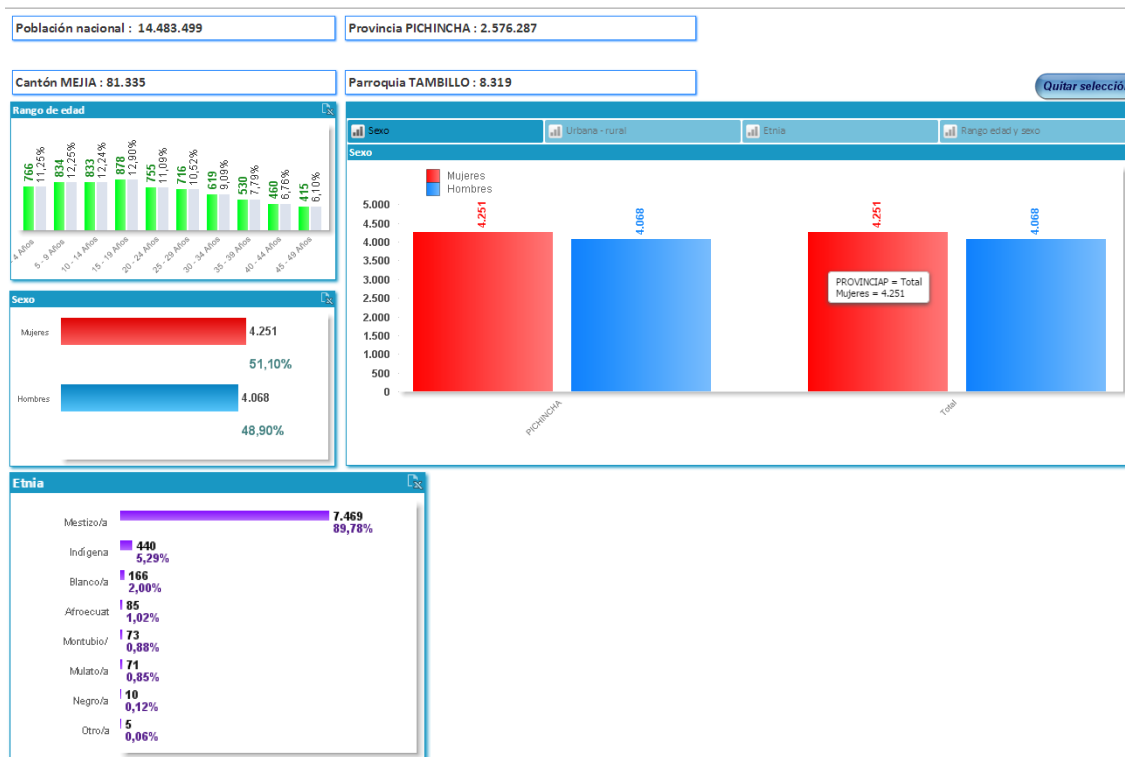 Población nacional : 14.483.499
Provincia PICHINCHA : 2.576.287
Cantón MEJIA : 81.335
Parroquia TAMBILLO : 8.319
Quitar selecció
Rango de edad
766 834 833 878 755 716 619 530 460 415
11,25% 12,25% 12,24% 12,90% 11,09% 10,52% 9,09% 7,79% 6,76% 6,10%
- 4 Años 5 - 9 Años 10 - 14 Años 15 - 19 Años 20 - 24 Años 25 - 29 Años 30 - 34 Años 35 - 39 Años 40 - 44 Años 45 - 49 Años
Sexo
Mujeres 4.251
51,10%
Hombres 4.068
48,90%
Sexo Urbana - rural Etnia Rango edad y sexo
Sexo
Mujeres
Hombres
5.000
4.500
4.000
3.500
3.000
2.500
2.000
1.500
1.000
500
0
4.251 4.068 4.251 4.068
PROVINCIAP = Total
Mujeres = 4.251
PICHINCHA Total
Etnia
Mestizo/a 7.469
89,78%
Indígena 440
5,29%
Blanco/a 166
2,00%
Afroecuat 85
1,02%
Montubio/ 73
0,88%
Mulato/a 71
0,85%
Negro/a 10
0,12%
Otro/a 5
0,06%